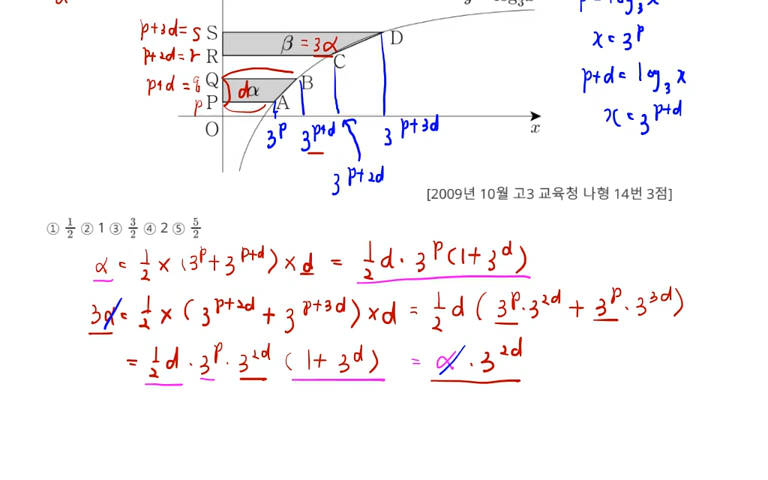 p = log₃x
p+3d = s S
β = 3α
D
x = 3^p
p+2d = r R
C
p+d = q Q
dα
B
p+d = log₃x
p P
A
x = 3^{p+d}
O
3^p 3^{p+d} 3^{p+3d}
x
3^{p+2d}
[2009년 10월 고3 교육청 나형 14번 3점]
① 1/2 ② 1 ③ 3/2 ④ 2 ⑤ 5/2
α = 1/2 × (3^p + 3^{p+d}) × d = 1/2 d · 3^p (1 + 3^d)
3α = 1/2 × (3^{p+2d} + 3^{p+3d}) × d = 1/2 d (3^p · 3^{2d} + 3^p · 3^{3d})
= 1/2 d · 3^p · 3^{2d} (1 + 3^d) = α · 3^{2d}